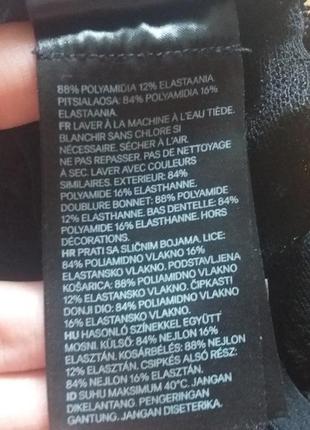 88% POLYAMIDIA 12% ELASTAANIA.
PITSIALAOSA: 84% POLYAMIDIA 16%
ELASTAANIA.
FR LAVER À LA MACHINE À L'EAU TIÈDE.
BLANCHIR SANS CHLORE SI
NÉCESSAIRE. SÉCHER À L'AIR.
NE PAS REPASSER. PAS DE NETTOYAGE
À SEC. LAVER AVEC COULEURS
SIMILAIRES. EXTERIEUR: 84%
POLYAMIDE 16% ELASTHANNE.
DOUBLURE BONNET: 88% POLYAMIDE
12% ELASTHANNE. BAS DENTELLE: 84%
POLYAMIDE 16% ELASTHANNE. HORS
DÉCORATIONS.
HR PRATI SA SLIČNIM BOJAMA. LICE:
84% POLIAMIDNO VLAKNO 16%
ELASTANSKO VLAKNO. PODSTAVLJENA
KOŠARICA: 88% POLIAMIDNO VLAKNO
12% ELASTANSKO VLAKNO. ČIPKASTI
DONJI DIO: 84% POLIAMIDNO VLAKNO
16% ELASTANSKO VLAKNO.
HU HASONLÓ SZÍNEKKEL EGYÜTT
MOSNI. KÜLSŐ: 84% NEJLON 16%
ELASZTÁN. KOSÁRBÉLÉS: 88% NEJLON
12% ELASZTÁN. CSIPKÉS ALSÓ RÉSZ:
84% NEJLON 16% ELASZTÁN.
ID SUHU MAKSIMUM 40°C. JANGAN
DIKELANTANG. PENGERINGAN
GANTUNG. JANGAN DISETERIKA.